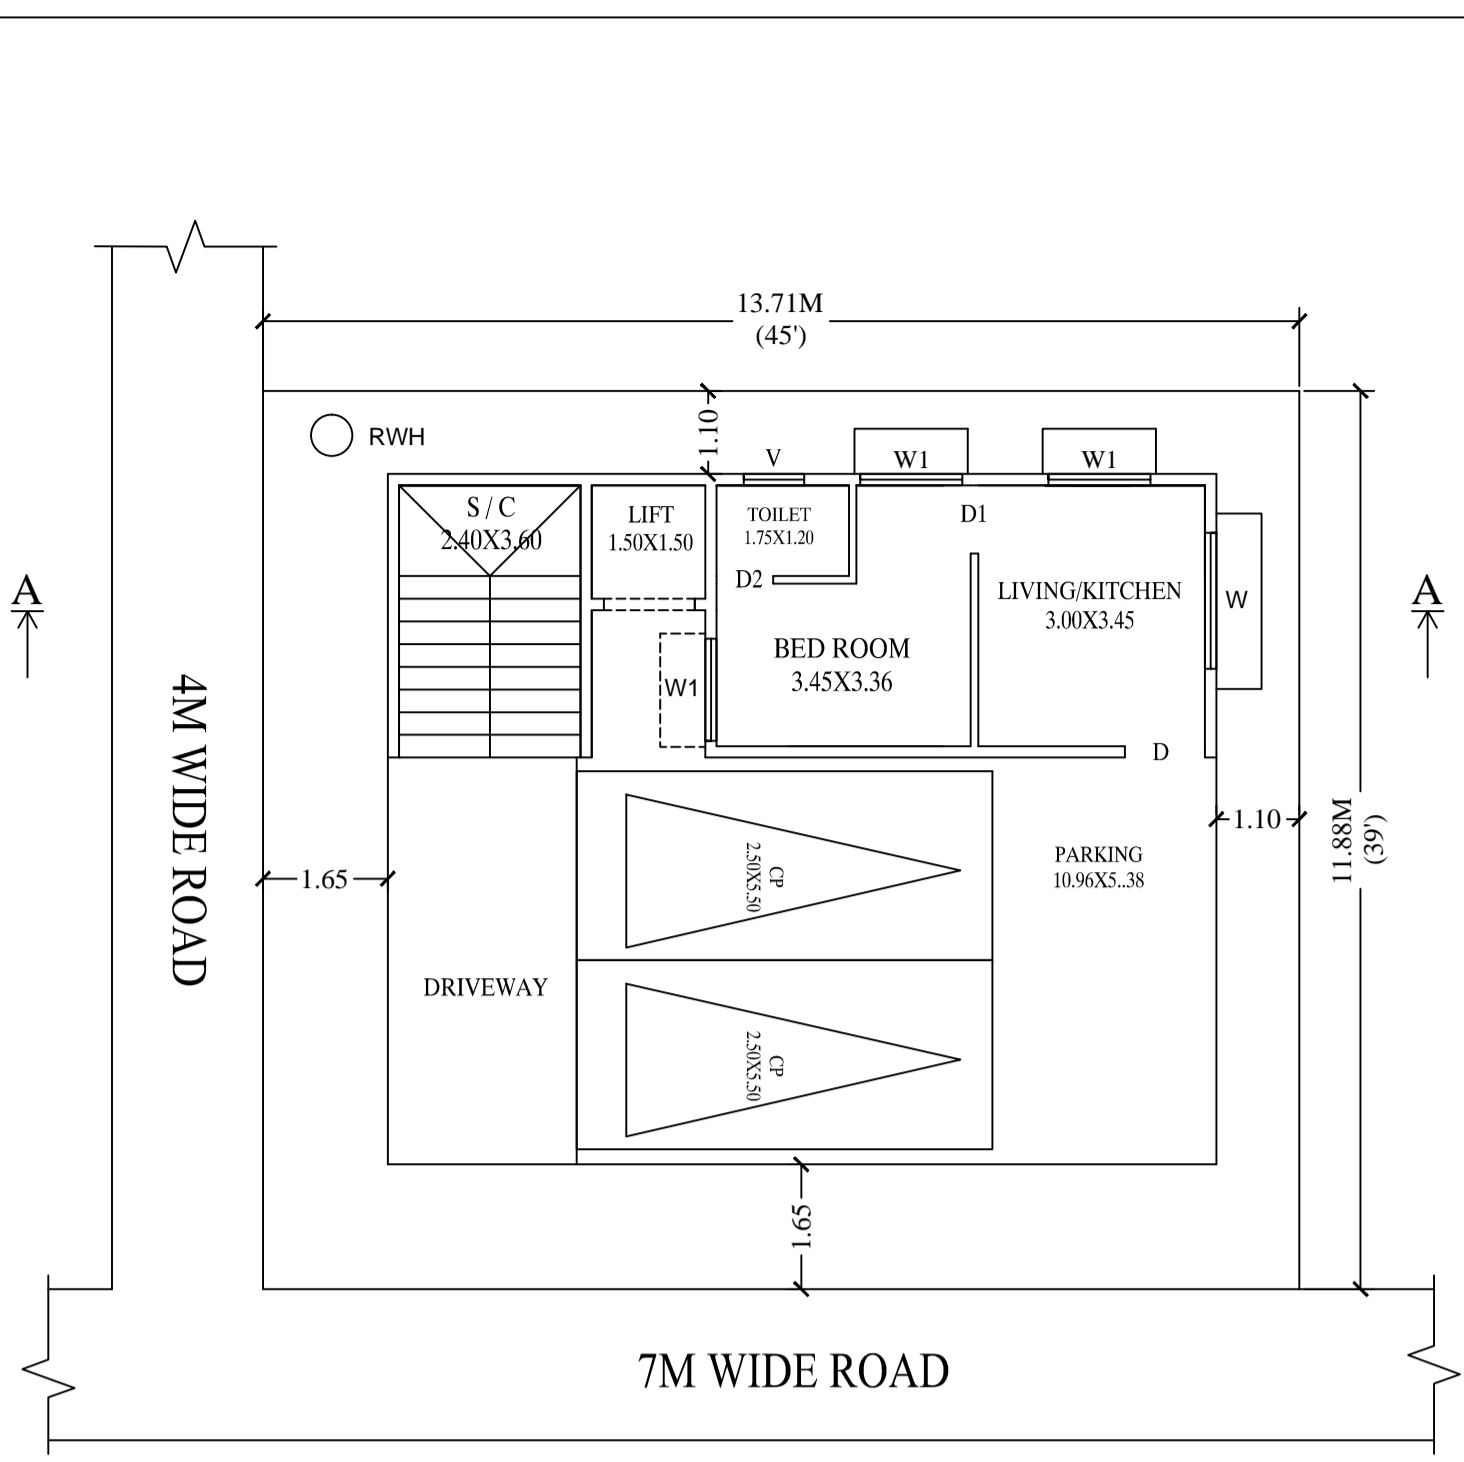 13.71M
(45')
1.10
RWH
V
W1
W1
S / C
2.40X3.60
LIFT
1.50X1.50
TOILET
1.75X1.20
D1
D2
A
A
LIVING/KITCHEN
3.00X3.45
W
BED ROOM
3.45X3.36
W1
D
4M WIDE ROAD
1.10
11.88M
(39')
CP
2.50X5.50
PARKING
10.96X5..38
1.65
DRIVEWAY
CP
2.50X5.50
1.65
7M WIDE ROAD